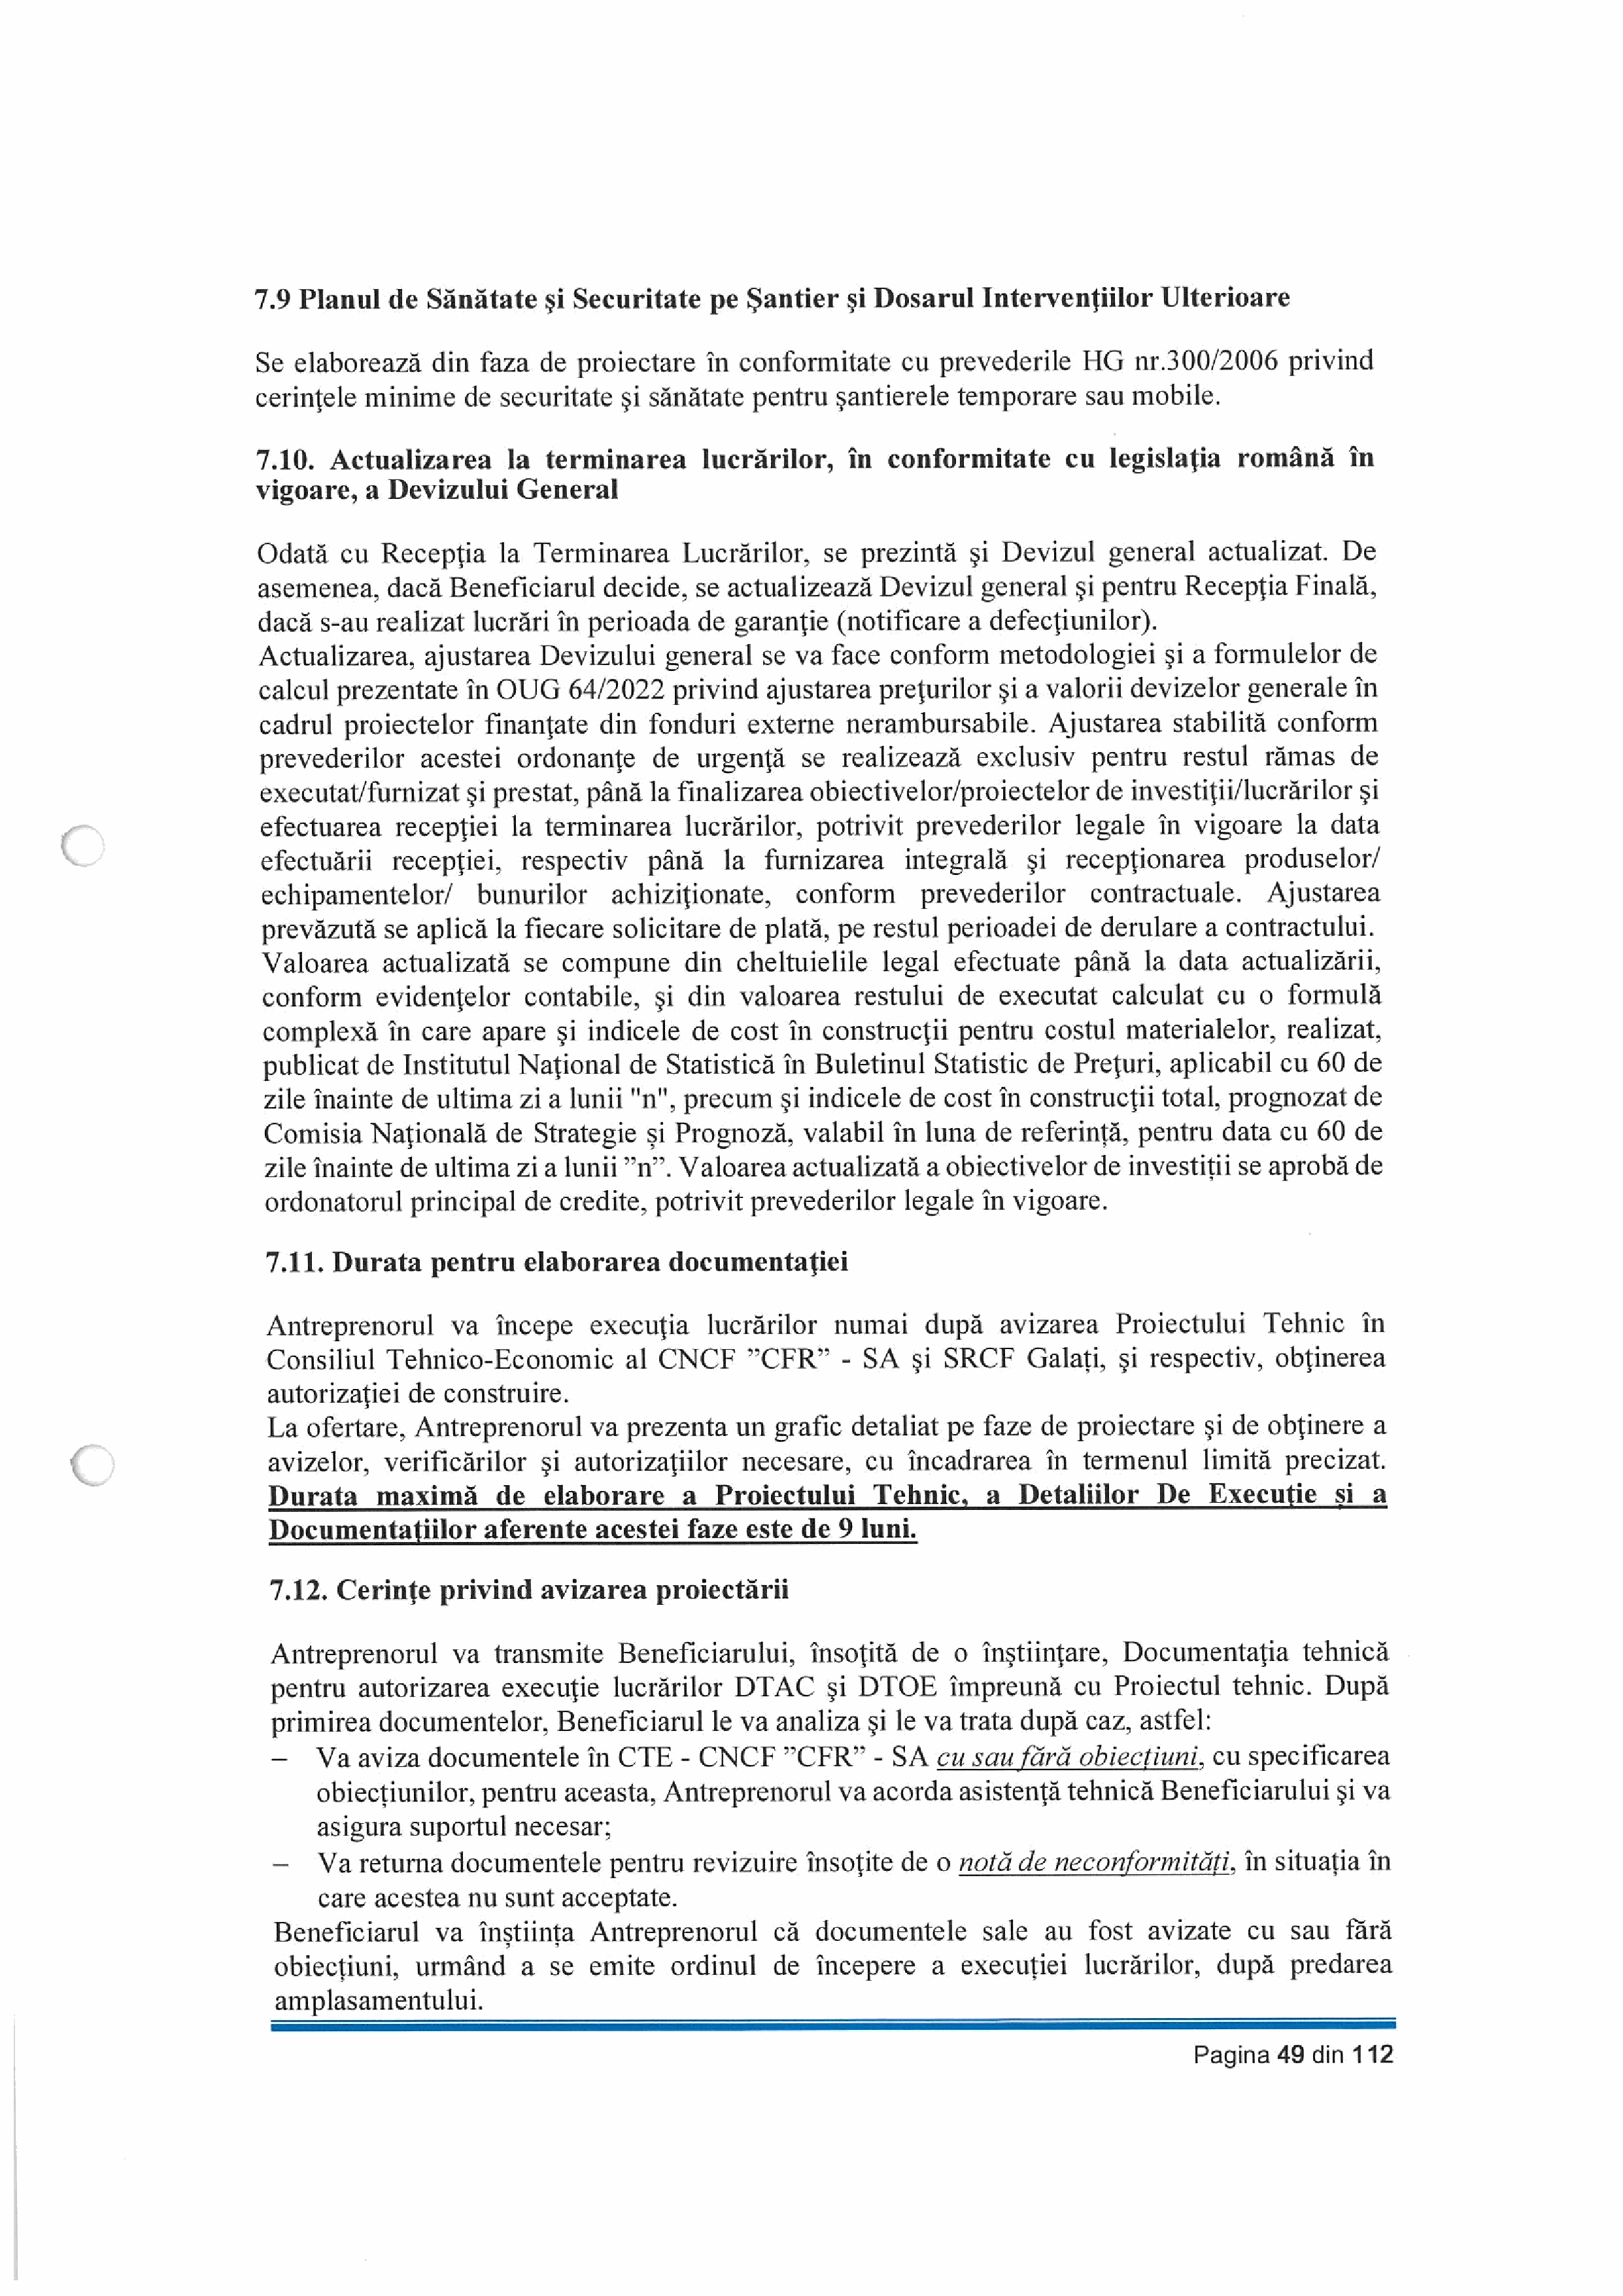 7.9 Planul de Sănătate şi Securitate pe Şantier şi Dosarul Intervenţiilor Ulterioare
Se elaborează din faza de proiectare în conformitate cu prevederile HG nr.300/2006 privind
cerinţele minime de securitate şi sănătate pentru şantierele temporare sau mobile.
7.10. Actualizarea la terminarea lucrărilor, în conformitate cu legislaţia română în
vigoare, a Devizului General
Odată cu Recepţia la Terminarea Lucrărilor, se prezintă şi Devizul general actualizat. De
asemenea, dacă Beneficiarul decide, se actualizează Devizul general şi pentru Recepţia Finală,
dacă s-au realizat lucrări în perioada de garanţie (notificare a defecţiunilor).
Actualizarea, ajustarea Devizului general se va face conform metodologiei şi a formulelor de
calcul prezentate în OUG 64/2022 privind ajustarea preţurilor şi a valorii devizelor generale în
cadrul proiectelor finanţate din fonduri externe nerambursabile. Ajustarea stabilită conform
prevederilor acestei ordonanţe de urgenţă se realizează exclusiv pentru restul rămas de
executat/furnizat şi prestat, până la finalizarea obiectivelor/proiectelor de investiţii/lucrărilor şi
efectuarea recepţiei la terminarea lucrărilor, potrivit prevederilor legale în vigoare la data
efectuării recepţiei, respectiv până la furnizarea integrală şi recepţionarea produselor/
echipamentelor/ bunurilor achiziţionate, conform prevederilor contractuale. Ajustarea
prevăzută se aplică la fiecare solicitare de plată, pe restul perioadei de derulare a contractului.
Valoarea actualizată se compune din cheltuielile legal efectuate până la data actualizării,
conform evidenţelor contabile, şi din valoarea restului de executat calculat cu o formulă
complexă în care apare şi indicele de cost în construcţii pentru costul materialelor, realizat,
publicat de Institutul Naţional de Statistică în Buletinul Statistic de Preţuri, aplicabil cu 60 de
zile înainte de ultima zi a lunii "n", precum şi indicele de cost în construcţii total, prognozat de
Comisia Naţională de Strategie și Prognoză, valabil în luna de referință, pentru data cu 60 de
zile înainte de ultima zi a lunii ”n”. Valoarea actualizată a obiectivelor de investiții se aprobă de
ordonatorul principal de credite, potrivit prevederilor legale în vigoare.
7.11. Durata pentru elaborarea documentaţiei
Antreprenorul va începe execuţia lucrărilor numai după avizarea Proiectului Tehnic în
Consiliul Tehnico-Economic al CNCF ”CFR” - SA şi SRCF Galați, şi respectiv, obţinerea
autorizaţiei de construire.
La ofertare, Antreprenorul va prezenta un grafic detaliat pe faze de proiectare şi de obţinere a
avizelor, verificărilor şi autorizaţiilor necesare, cu încadrarea în termenul limită precizat.
Durata maximă de elaborare a Proiectului Tehnic, a Detaliilor De Execuție și a
Documentațiilor aferente acestei faze este de 9 luni.
7.12. Cerinţe privind avizarea proiectării
Antreprenorul va transmite Beneficiarului, însoţită de o înştiinţare, Documentaţia tehnică
pentru autorizarea execuţie lucrărilor DTAC şi DTOE împreună cu Proiectul tehnic. După
primirea documentelor, Beneficiarul le va analiza şi le va trata după caz, astfel:
– Va aviza documentele în CTE - CNCF ”CFR” - SA cu sau fără obiecțiuni, cu specificarea
obiecțiunilor, pentru aceasta, Antreprenorul va acorda asistenţă tehnică Beneficiarului şi va
asigura suportul necesar;
– Va returna documentele pentru revizuire însoțite de o notă de neconformități, în situația în
care acestea nu sunt acceptate.
Beneficiarul va înștiința Antreprenorul că documentele sale au fost avizate cu sau fără
obiecțiuni, urmând a se emite ordinul de începere a execuției lucrărilor, după predarea
amplasamentului.
Pagina 49 din 112